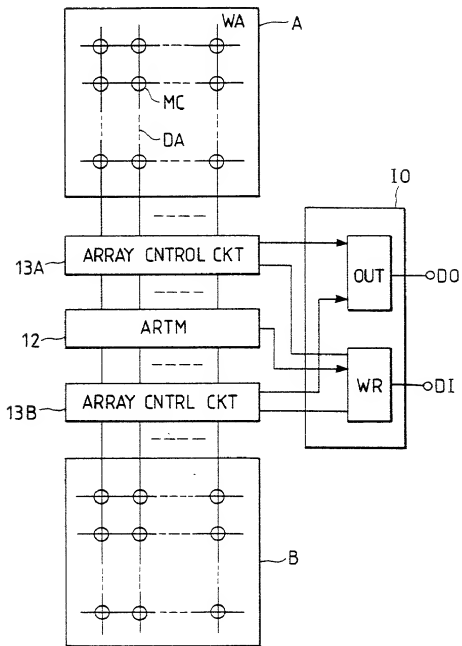 WA
A
MC
DA
IO
ARRAY CNTROL CKT
13A
OUT
DO
ARTM
12
WR
DI
ARRAY CNTRL CKT
13B
B